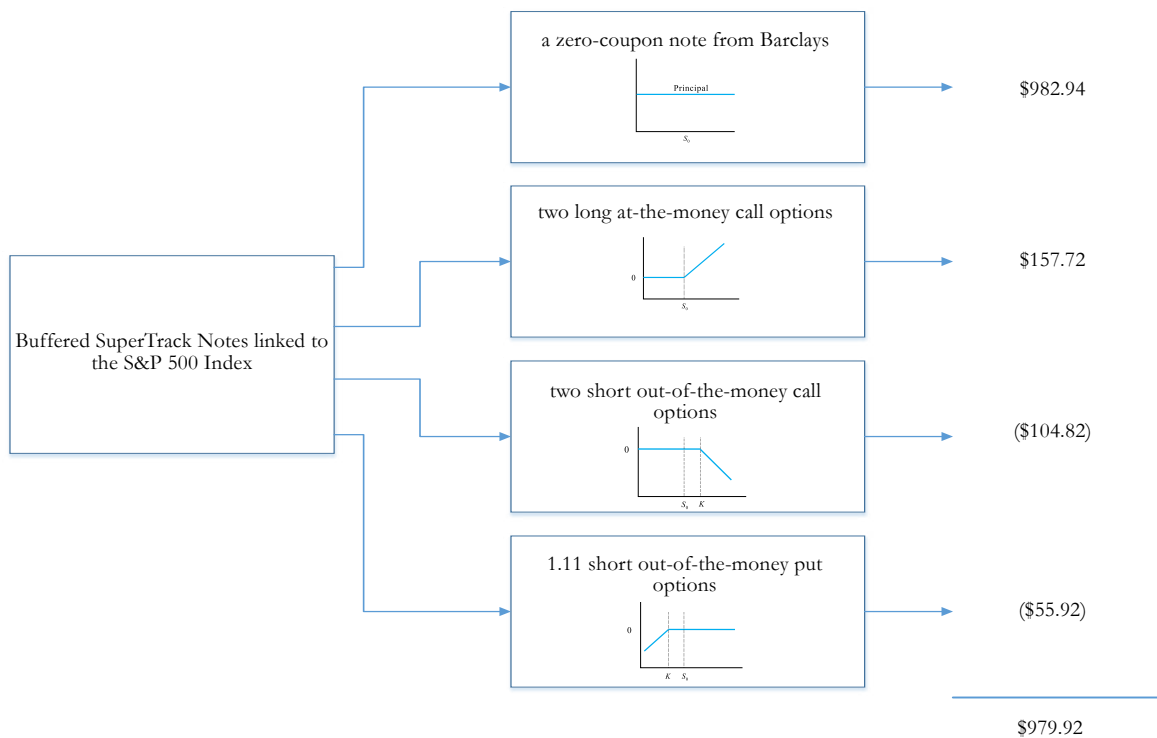 a zero-coupon note from Barclays
Principal
S₀
$982.94
two long at-the-money call options
0
S₀
$157.72
Buffered SuperTrack Notes linked to
the S&P 500 Index
two short out-of-the-money call
options
0
S₀ K
($104.82)
1.11 short out-of-the-money put
options
0
K S₀
($55.92)
$979.92